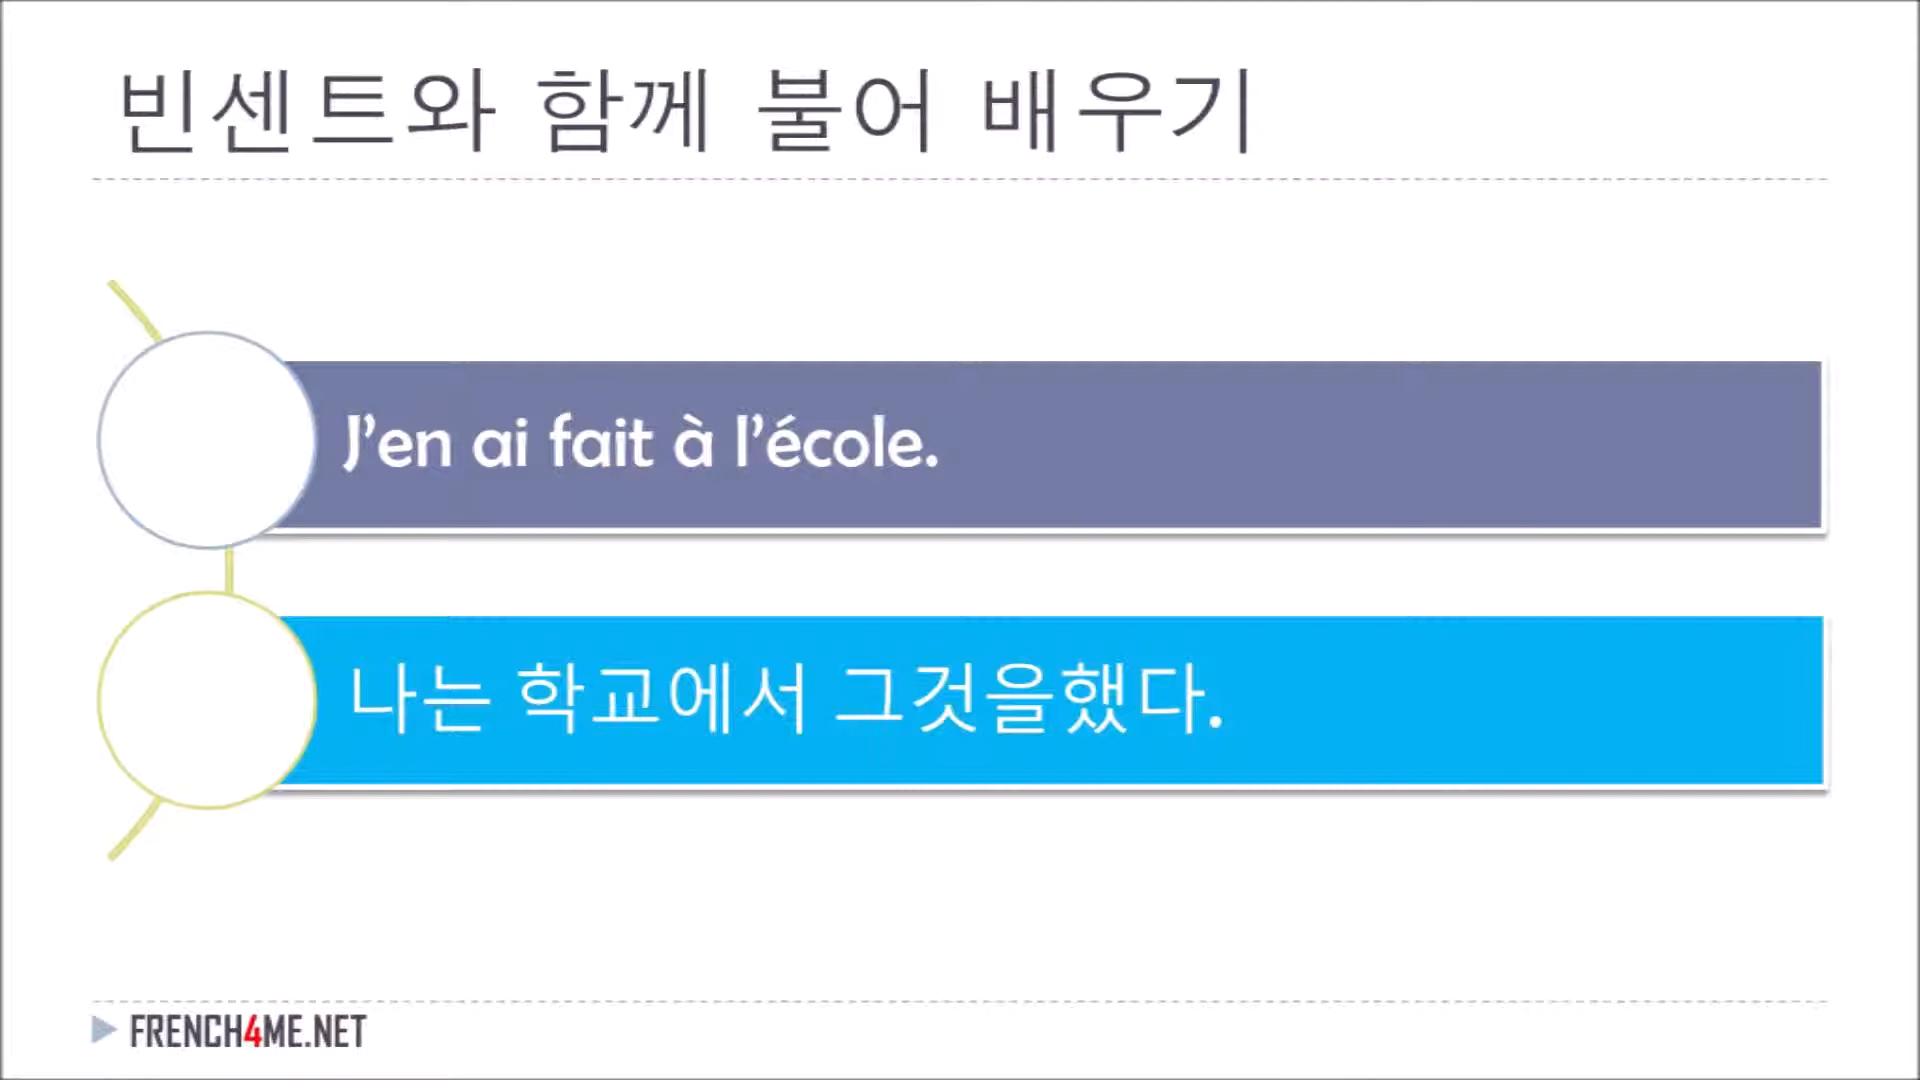 빈센트와 함께 불어 배우기
J’en ai fait à l’école.
나는 학교에서 그것을했다.
FRENCH4ME.NET